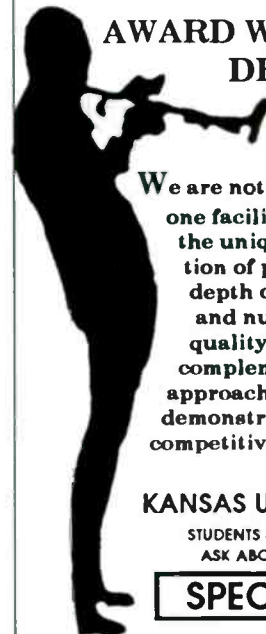 AWARD W
DE
We are not
one facili
the uniq
tion of p
depth o
and nu
quality
complem
approach
demonstr
competitiv
KANSAS U
STUDENTS
ASK ABO
SPEC